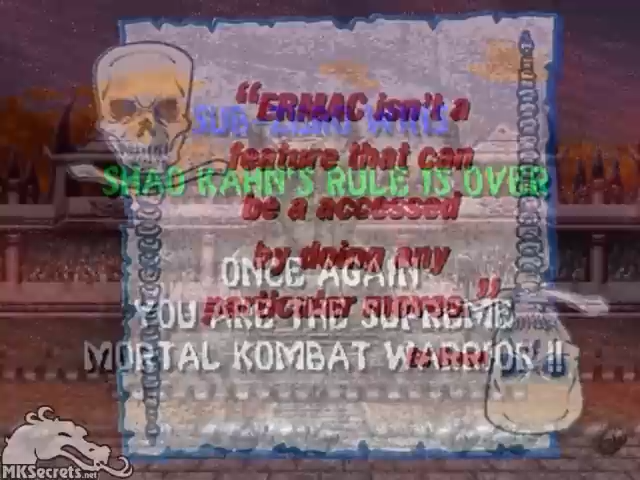 "ERMAC isn't a
SUB-ZERO WINS
feature that can
SHAO KAHN'S RULE IS OVER
be a accessed
by doing any
ONCE AGAIN
particular
YOU ARE THE SUPREME
MORTAL KOMBAT WARRIOR !!
MKSecrets.net